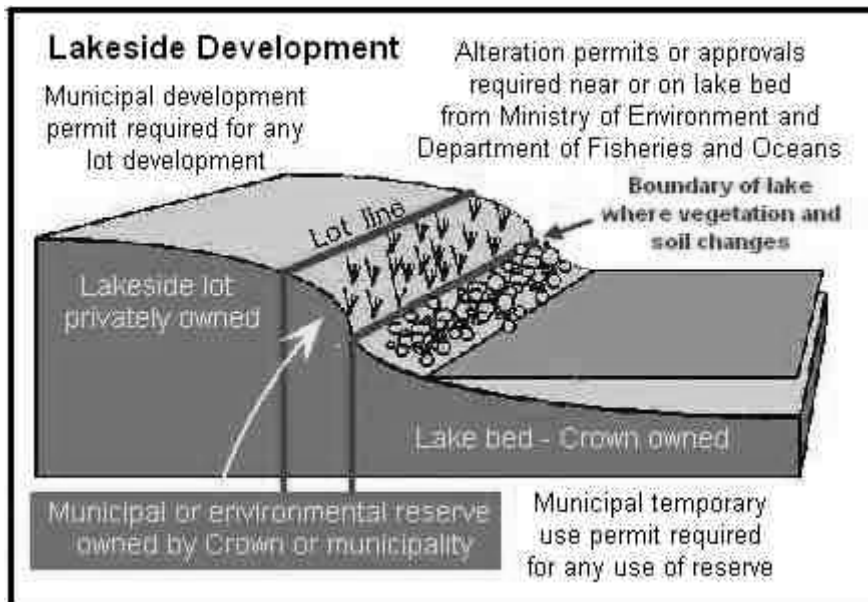 Lakeside Development
Municipal development
permit required for any
lot development
Alteration permits or approvals
required near or on lake bed
from Ministry of Environment and
Department of Fisheries and Oceans
Boundary of lake
where vegetation and
soil changes
Lot line
Lakeside lot
privately owned
Lake bed - Crown owned
Municipal or environmental reserve
owned by Crown or municipality
Municipal temporary
use permit required
for any use of reserve